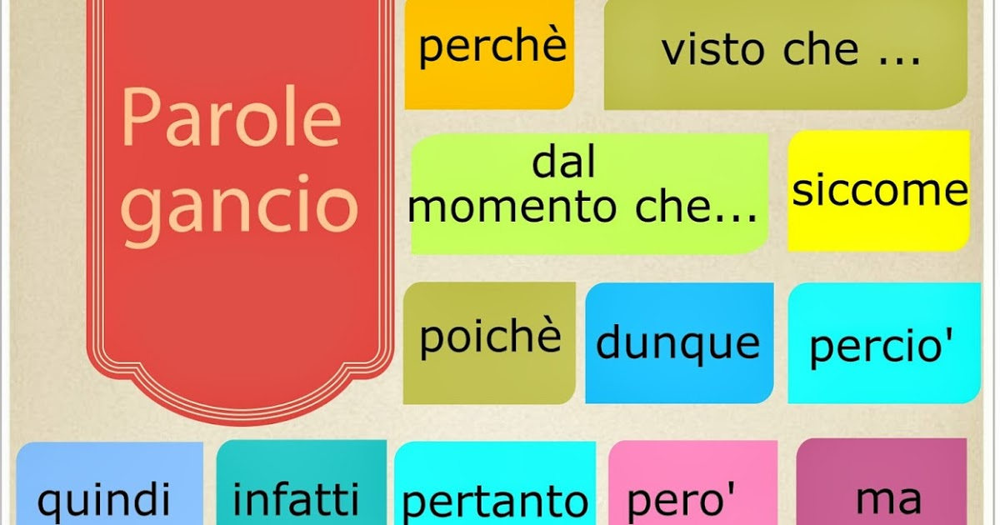 Parole
gancio
perchè
visto che ...
dal
momento che...
siccome
poichè
dunque
percio'
quindi
infatti
pertanto
pero'
ma